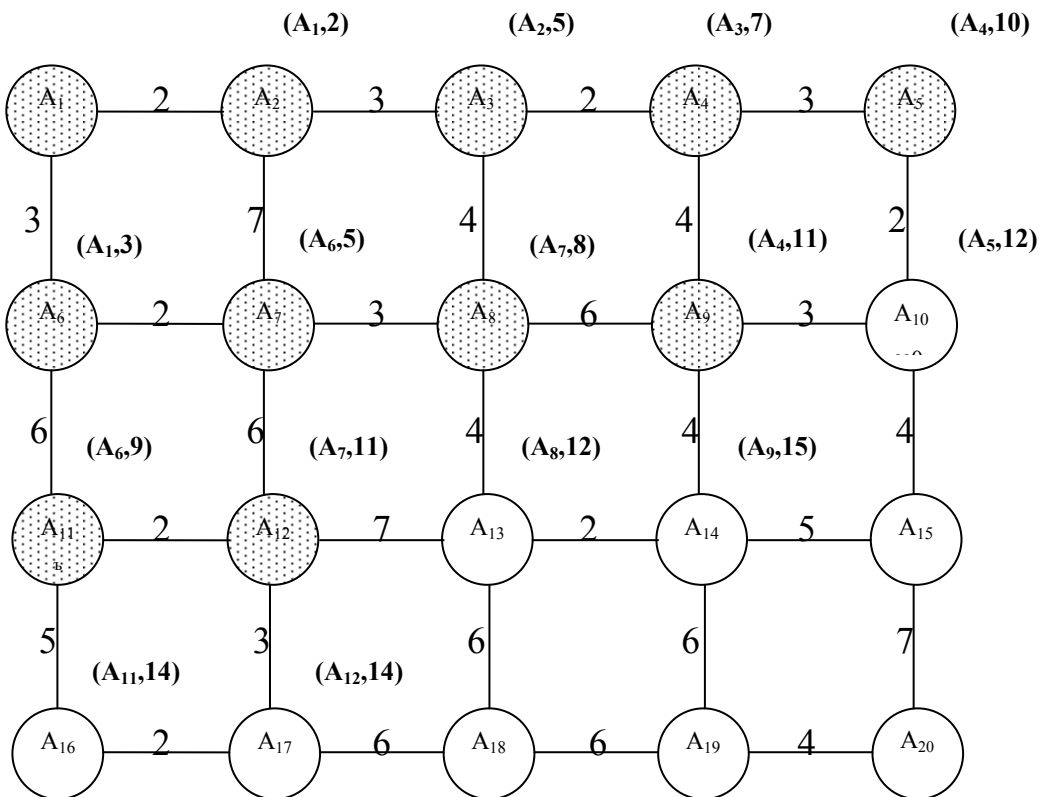 (A₁,2) (A₂,5) (A₃,7) (A₄,10)
A₁ 2 A₂ 3 A₃ 2 A₄ 3 A₅
3 7 4 4 2
(A₁,3) (A₆,5) (A₇,8) (A₄,11) (A₅,12)
A₆ 2 A₇ 3 A₈ 6 A₉ 3 A₁₀
6 6 4 4 4
(A₆,9) (A₇,11) (A₈,12) (A₉,15)
A₁₁ 2 A₁₂ 7 A₁₃ 2 A₁₄ 5 A₁₅
ь
5 3 6 6 7
(A₁₁,14) (A₁₂,14)
A₁₆ 2 A₁₇ 6 A₁₈ 6 A₁₉ 4 A₂₀